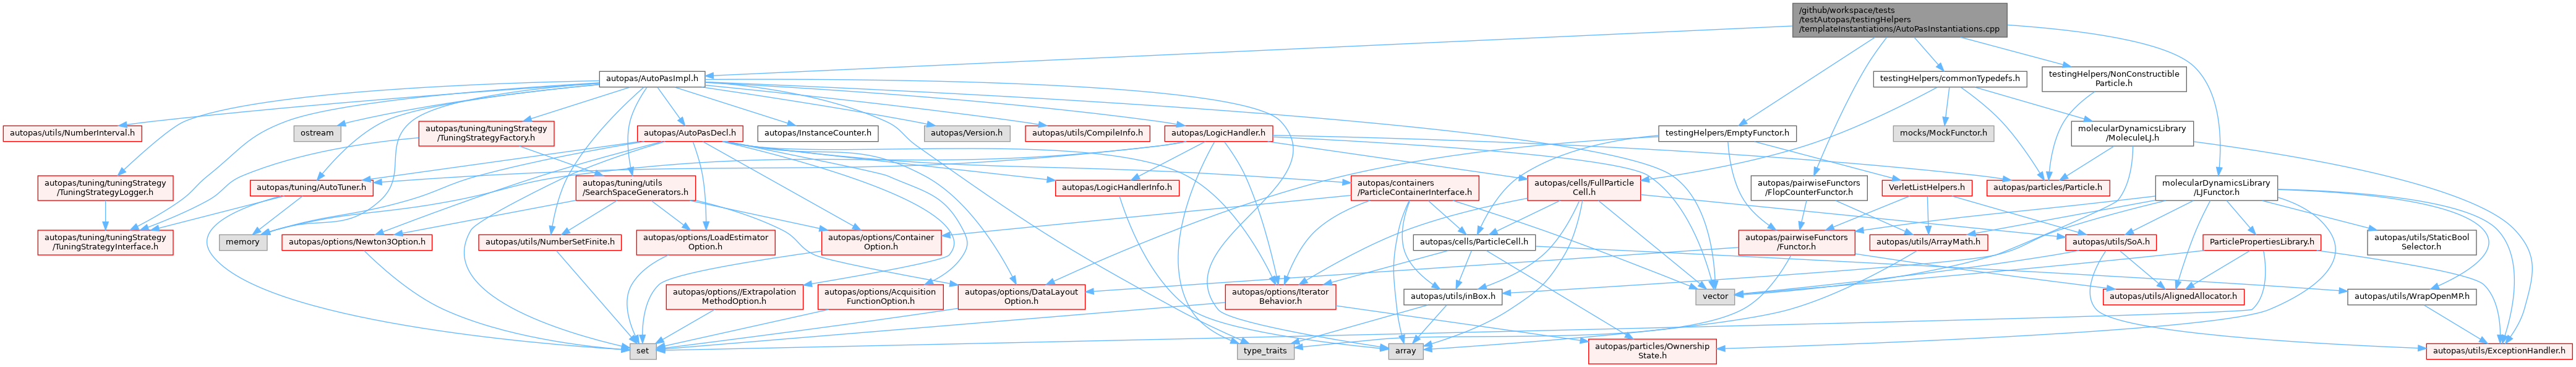 /github/workspace/tests
/testAutopas/testingHelpers
/templateInstantiations/AutoPasInstantiations.cpp
autopas/AutoPasImpl.h
testingHelpers/commonTypedefs.h
testingHelpers/NonConstructible
Particle.h
autopas/utils/NumberInterval.h
ostream
autopas/tuning/tuningStrategy
/TuningStrategyFactory.h
autopas/AutoPasDecl.h
autopas/InstanceCounter.h
autopas/Version.h
autopas/utils/CompileInfo.h
autopas/LogicHandler.h
testingHelpers/EmptyFunctor.h
mocks/MockFunctor.h
molecularDynamicsLibrary
/MoleculeLJ.h
autopas/tuning/tuningStrategy
/TuningStrategyLogger.h
autopas/tuning/AutoTuner.h
autopas/tuning/utils
/SearchSpaceGenerators.h
autopas/containers
/ParticleContainerInterface.h
autopas/LogicHandlerInfo.h
autopas/cells/FullParticle
Cell.h
autopas/pairwiseFunctors
/FlopCounterFunctor.h
VerletListHelpers.h
autopas/particles/Particle.h
molecularDynamicsLibrary
/LJFunctor.h
autopas/tuning/tuningStrategy
/TuningStrategyInterface.h
memory
autopas/options/Newton3Option.h
autopas/utils/NumberSetFinite.h
autopas/options/LoadEstimator
Option.h
autopas/options/Container
Option.h
autopas/cells/ParticleCell.h
autopas/pairwiseFunctors
/Functor.h
autopas/utils/ArrayMath.h
autopas/utils/SoA.h
ParticlePropertiesLibrary.h
autopas/utils/StaticBool
Selector.h
autopas/options//Extrapolation
MethodOption.h
autopas/options/Acquisition
FunctionOption.h
autopas/options/DataLayout
Option.h
autopas/options/Iterator
Behavior.h
autopas/utils/inBox.h
vector
autopas/utils/AlignedAllocator.h
autopas/utils/WrapOpenMP.h
set
type_traits
array
autopas/particles/Ownership
State.h
autopas/utils/ExceptionHandler.h